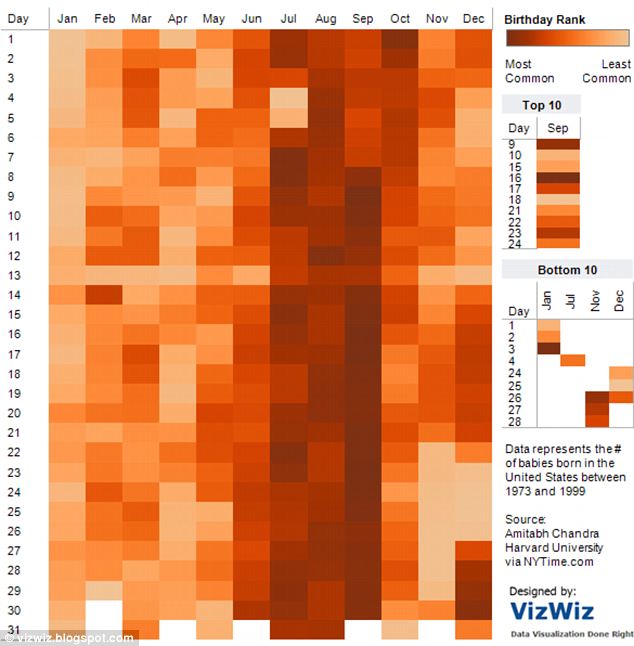 Day Jan Feb Mar Apr May Jun Jul Aug Sep Oct Nov Dec
1
2
3
4
5
6
7
8
9
10
11
12
13
14
15
16
17
18
19
20
21
22
23
24
25
26
27
28
29
30
31
Birthday Rank
Most Common
Least Common
Top 10
Day Sep
9
10
15
16
17
18
21
22
23
24
Bottom 10
Day Jan Jul Nov Dec
1
2
3
4
24
25
26
27
28
Data represents the #
of babies born in the
United States between
1973 and 1999
Source:
Amitabh Chandra
Harvard University
via NYTime.com
Designed by:
VizWiz
Data Visualization Done Right
© vizwiz.blogspot.com